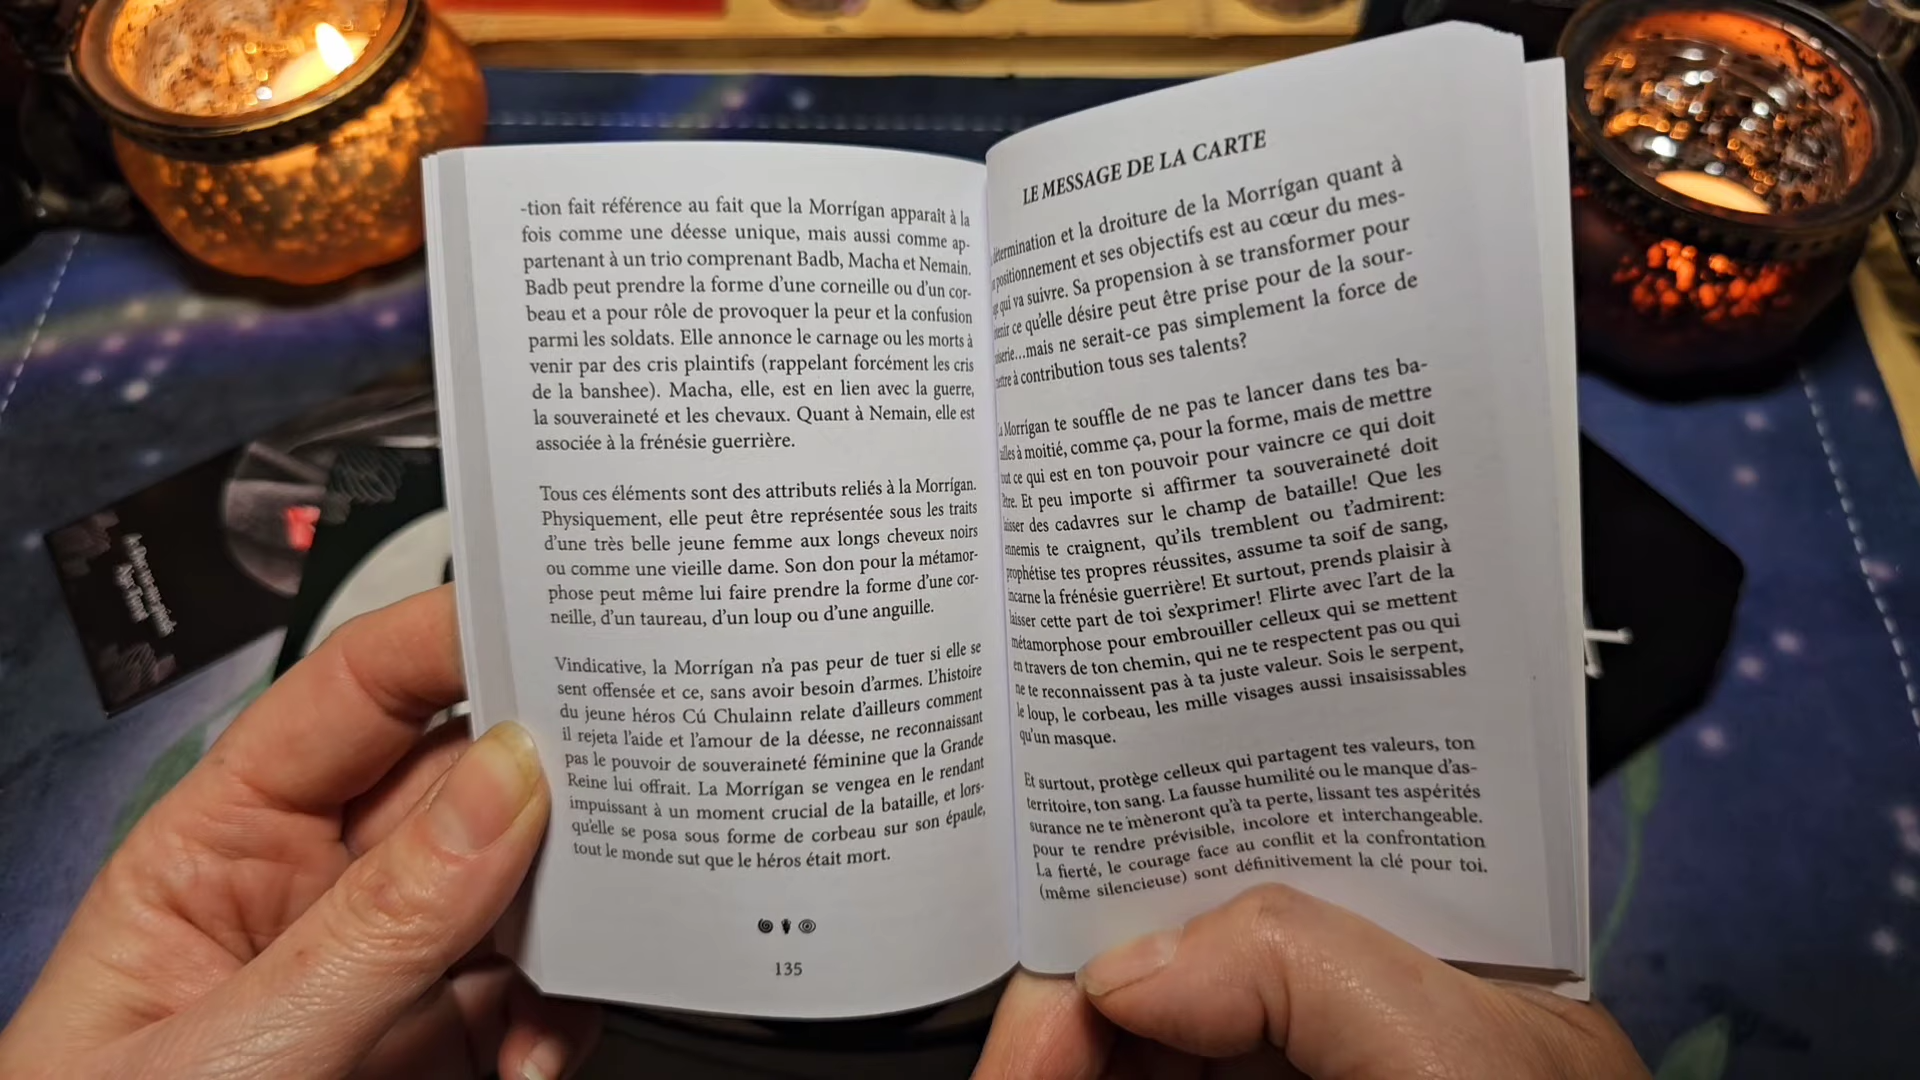 -tion fait référence au fait que la Morrígan apparaît à la
fois comme une déesse unique, mais aussi comme ap-
partenant à un trio comprenant Badb, Macha et Nemain.
Badb peut prendre la forme d'une corneille ou d'un cor-
beau et a pour rôle de provoquer la peur et la confusion
parmi les soldats. Elle annonce le carnage ou les morts à
venir par des cris plaintifs (rappelant forcément les cris
de la banshee). Macha, elle, est en lien avec la guerre,
la souveraineté et les chevaux. Quant à Nemain, elle est
associée à la frénésie guerrière.
Tous ces éléments sont des attributs reliés à la Morrígan.
Physiquement, elle peut être représentée sous les traits
d'une très belle jeune femme aux longs cheveux noirs
ou comme une vieille dame. Son don pour la métamor-
phose peut même lui faire prendre la forme d'une cor-
neille, d'un taureau, d'un loup ou d'une anguille.
Vindicative, la Morrígan n'a pas peur de tuer si elle se
sent offensée et ce, sans avoir besoin d'armes. L'histoire
du jeune héros Cú Chulainn relate d'ailleurs comment
il rejeta l'aide et l'amour de la déesse, ne reconnaissant
pas le pouvoir de souveraineté féminine que la Grande
Reine lui offrait. La Morrígan se vengea en le rendant
impuissant à un moment crucial de la bataille, et lors-
qu'elle se posa sous forme de corbeau sur son épaule,
tout le monde sut que le héros était mort.
135
LE MESSAGE DE LA CARTE
détermination et la droiture de la Morrígan quant à
positionnement et ses objectifs est au cœur du mes-
qui va suivre. Sa propension à se transformer pour
ce qu'elle désire peut être prise pour de la sour-
noiserie...mais ne serait-ce pas simplement la force de
mettre à contribution tous ses talents?
La Morrígan te souffle de ne pas te lancer dans tes ba-
tailles à moitié, comme ça, pour la forme, mais de mettre
tout ce qui est en ton pouvoir pour vaincre ce qui doit
l'être. Et peu importe si affirmer ta souveraineté doit
laisser des cadavres sur le champ de bataille! Que les
ennemis te craignent, qu'ils tremblent ou t'admirent:
prophétise tes propres réussites, assume ta soif de sang,
incarne la frénésie guerrière! Et surtout, prends plaisir à
laisser cette part de toi s'exprimer! Flirte avec l'art de la
métamorphose pour embrouiller celleux qui se mettent
en travers de ton chemin, qui ne te respectent pas ou qui
ne te reconnaissent pas à ta juste valeur. Sois le serpent,
le loup, le corbeau, les mille visages aussi insaisissables
qu'un masque.
Et surtout, protège celleux qui partagent tes valeurs, ton
territoire, ton sang. La fausse humilité ou le manque d'as-
surance ne te mèneront qu'à ta perte, lissant tes aspérités
pour te rendre prévisible, incolore et interchangeable.
La fierté, le courage face au conflit et la confrontation
(même silencieuse) sont définitivement la clé pour toi.